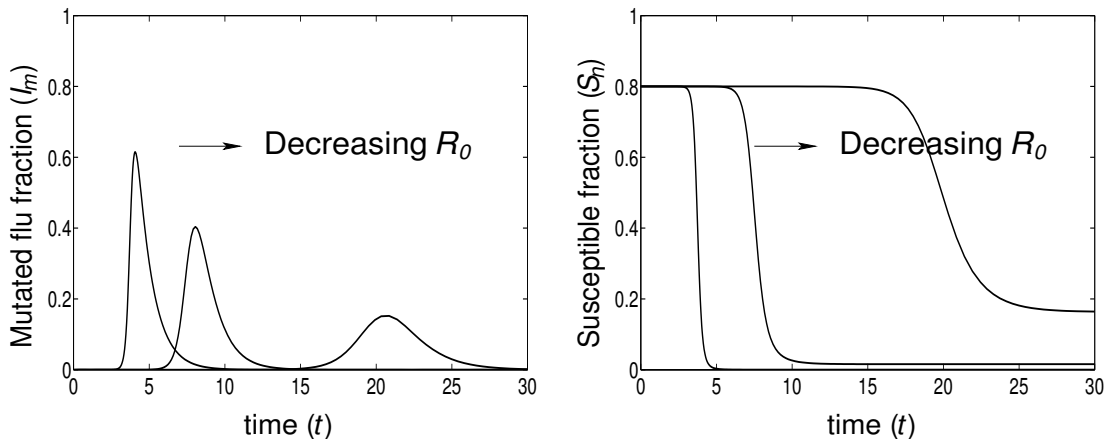 1
0.8
0.6
0.4
0.2
0
0 5 10 15 20 25 30
Mutated flu fraction (I_m)
time (t)
Decreasing R_0
1
0.8
0.6
0.4
0.2
0
0 5 10 15 20 25 30
Susceptible fraction (S_n)
time (t)
Decreasing R_0